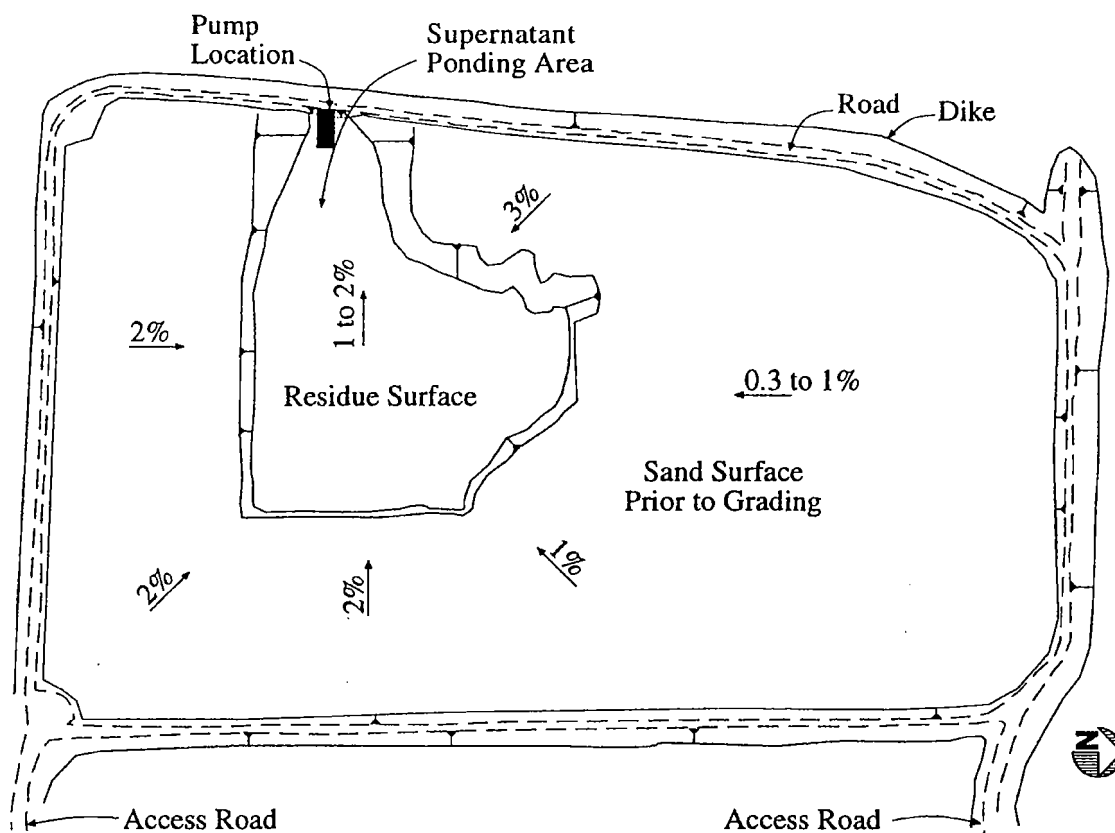 Pump
Location
Supernatant
Ponding Area
Road
Dike
3%
1 to 2%
2%
0.3 to 1%
Residue Surface
Sand Surface
Prior to Grading
1%
2%
2%
N
Access Road
Access Road